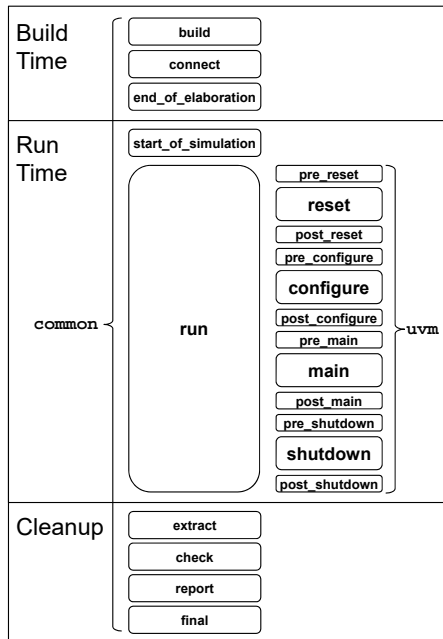 Build
Time
build
connect
end_of_elaboration
Run
Time
start_of_simulation
common
run
pre_reset
reset
post_reset
pre_configure
configure
post_configure
pre_main
main
post_main
pre_shutdown
shutdown
post_shutdown
uvm
Cleanup
extract
check
report
final